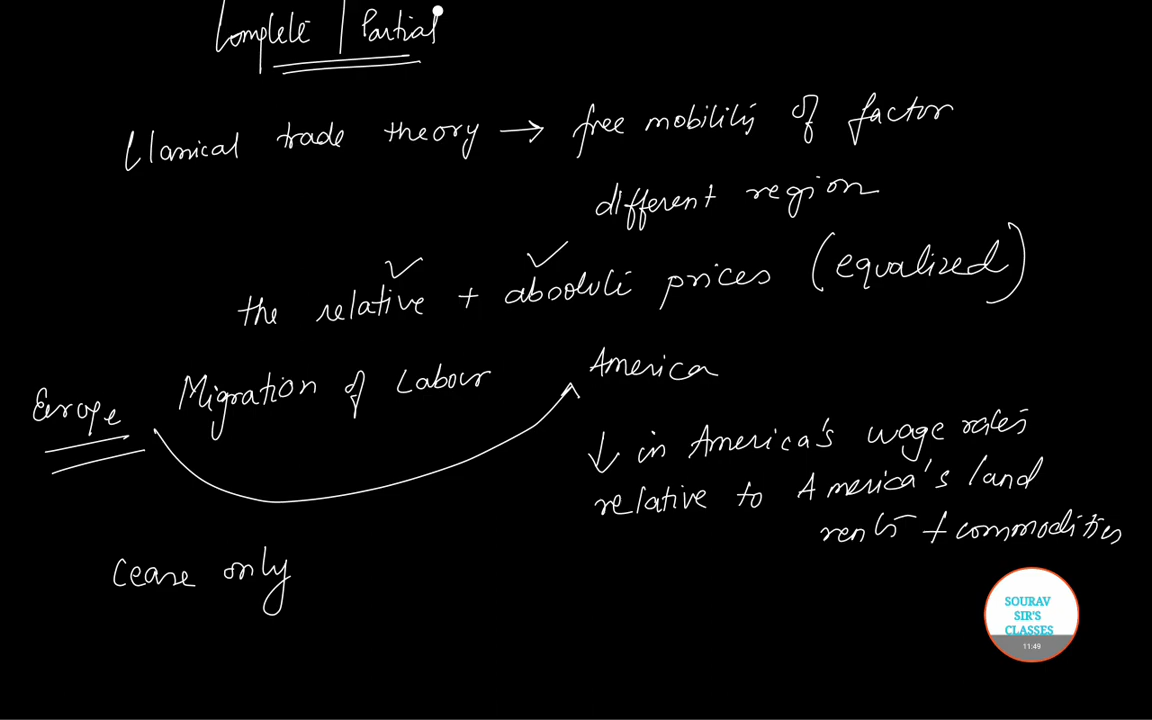 Complete | Partial
Classical trade theory → free mobility of factor
different region
the relative + absolute prices (equalized)
Europe Migration of Labour America
↓ in America's wage rates
relative to America's land
rents + commodities
cease only
SOURAV
SIR'S
CLASSES
11:49